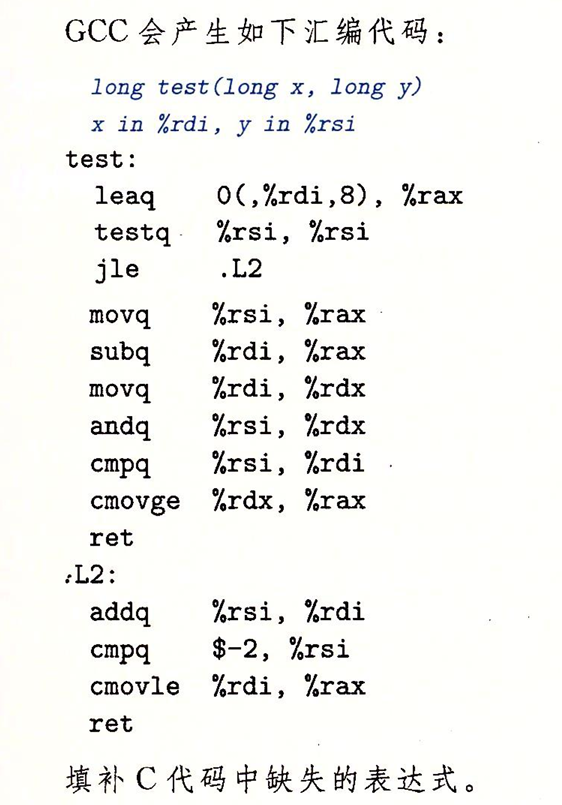 GCC 会产生如下汇编代码：
long test(long x, long y)
x in %rdi, y in %rsi
test:
leaq 0(,%rdi,8), %rax
testq %rsi, %rsi
jle .L2
movq %rsi, %rax
subq %rdi, %rax
movq %rdi, %rdx
andq %rsi, %rdx
cmpq %rsi, %rdi
cmovge %rdx, %rax
ret
.L2:
addq %rsi, %rdi
cmpq $-2, %rsi
cmovle %rdi, %rax
ret
填补 C 代码中缺失的表达式。